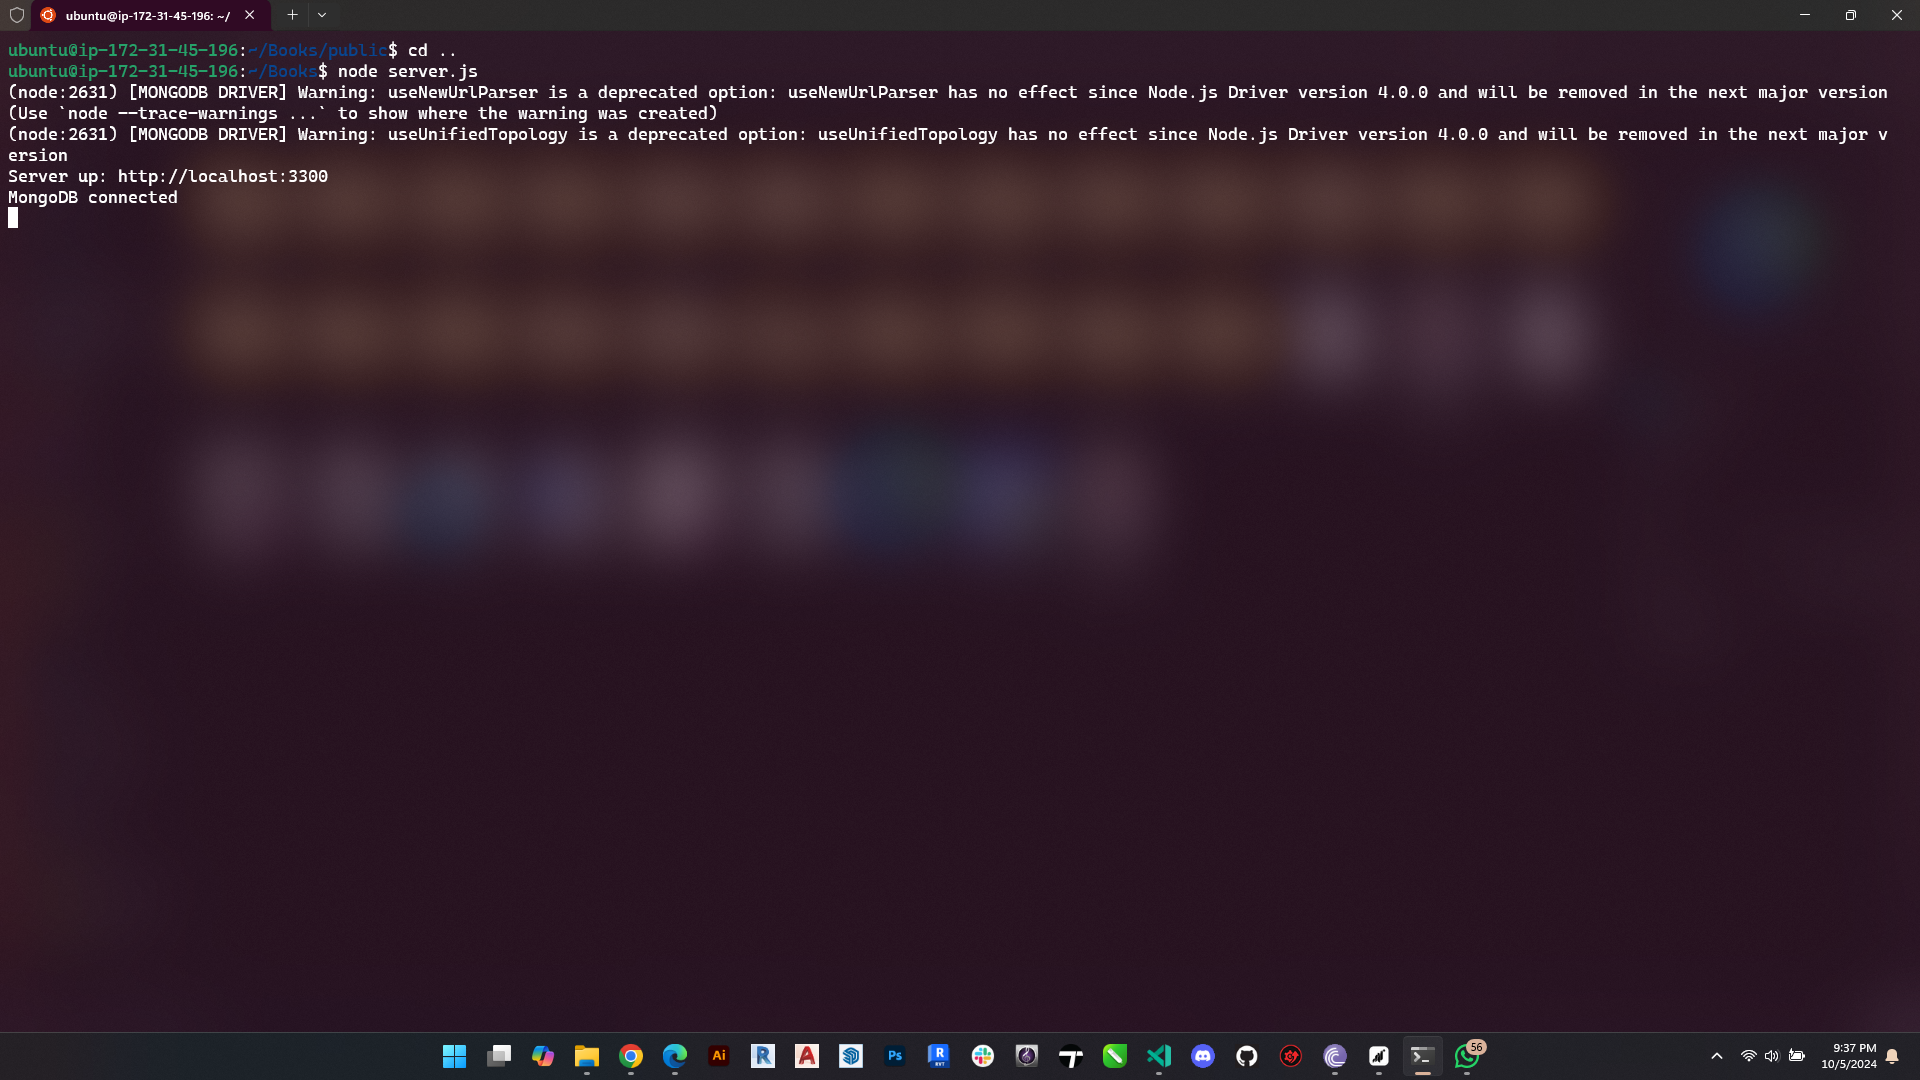 ubuntu@ip-172-31-45-196: ~/
ubuntu@ip-172-31-45-196:~/Books/public$ cd ..
ubuntu@ip-172-31-45-196:~/Books$ node server.js
(node:2631) [MONGODB DRIVER] Warning: useNewUrlParser is a deprecated option: useNewUrlParser has no effect since Node.js Driver version 4.0.0 and will be removed in the next major version
(Use `node --trace-warnings ...` to show where the warning was created)
(node:2631) [MONGODB DRIVER] Warning: useUnifiedTopology is a deprecated option: useUnifiedTopology has no effect since Node.js Driver version 4.0.0 and will be removed in the next major v
ersion
Server up: http://localhost:3300
MongoDB connected
Ai
R
A
Ps
R
RVT
56
9:37 PM
10/5/2024